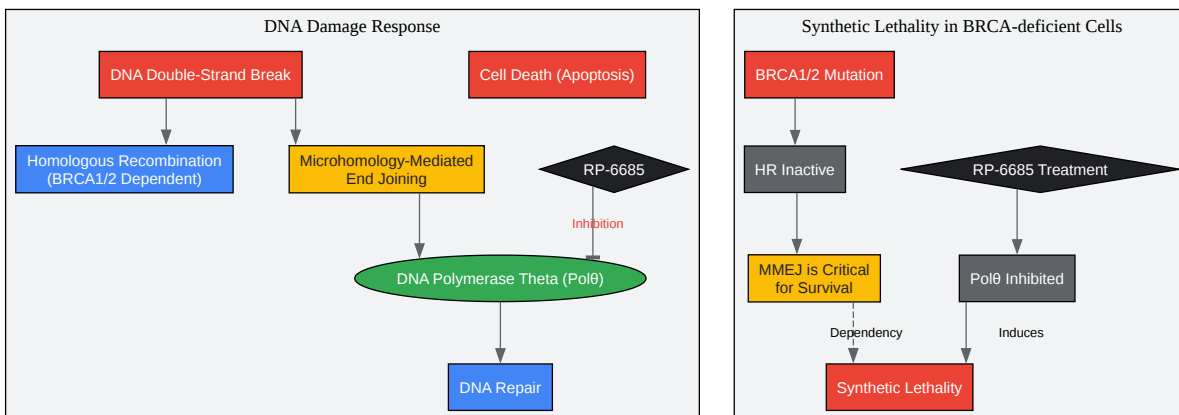 DNA Damage Response
DNA Double-Strand Break
Cell Death (Apoptosis)
Homologous Recombination
(BRCA1/2 Dependent)
Microhomology-Mediated
End Joining
RP-6685
Inhibition
DNA Polymerase Theta (Polθ)
DNA Repair
Synthetic Lethality in BRCA-deficient Cells
BRCA1/2 Mutation
HR Inactive
RP-6685 Treatment
MMEJ is Critical
for Survival
Polθ Inhibited
Dependency
Induces
Synthetic Lethality